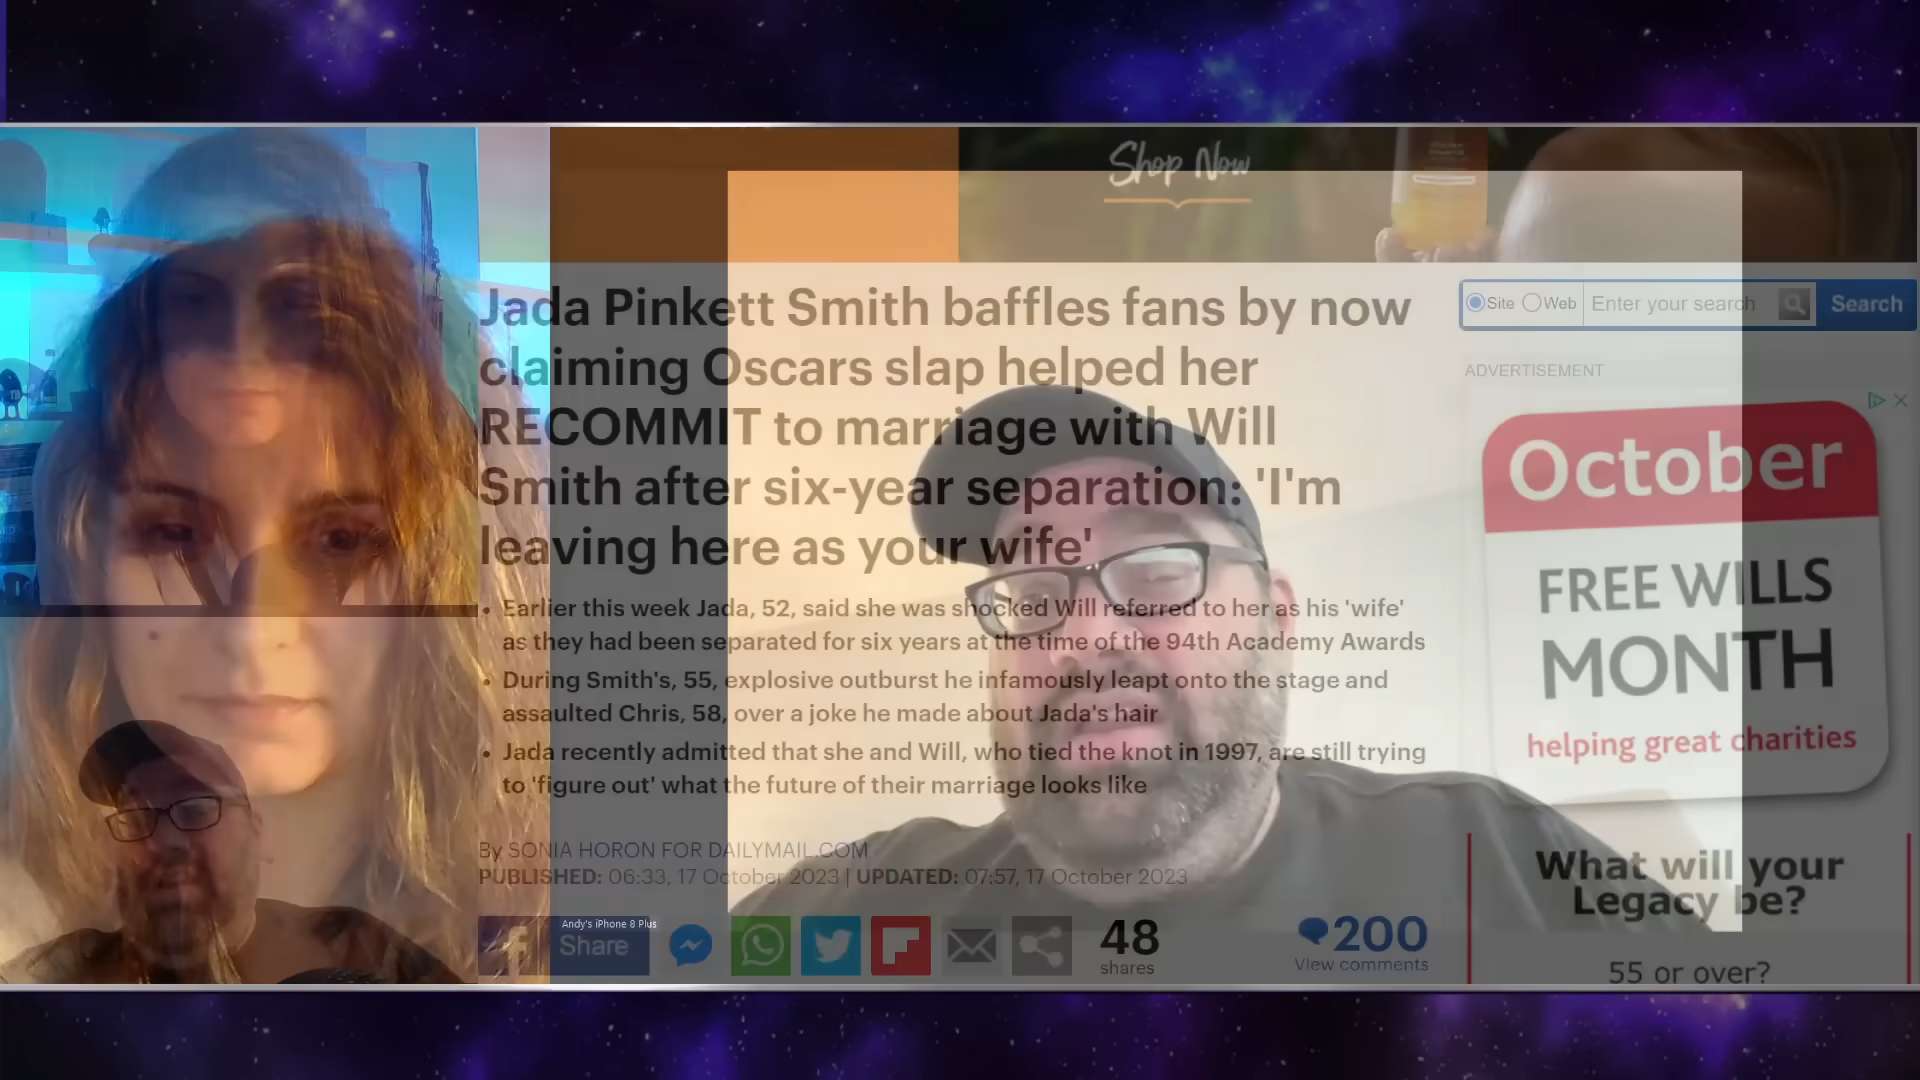 Shop Now
Jada Pinkett Smith baffles fans by now
claiming Oscars slap helped her
RECOMMIT to marriage with Will
Smith after six-year separation: 'I'm
leaving here as your wife'
Earlier this week Jada, 52, said she was shocked Will referred to her as his 'wife'
as they had been separated for six years at the time of the 94th Academy Awards
During Smith's, 55, explosive outburst he infamously leapt onto the stage and
assaulted Chris, 58, over a joke he made about Jada's hair
Jada recently admitted that she and Will, who tied the knot in 1997, are still trying
to 'figure out' what the future of their marriage looks like
By SONIA HORON FOR DAILYMAIL.COM
PUBLISHED: 06:33, 17 October 2023 | UPDATED: 07:57, 17 October 2023
Andy's iPhone 8 Plus
Share
48
shares
200
View comments
Site Web Enter your search Search
ADVERTISEMENT
October
FREE WILLS
MONTH
helping great charities
What will your
Legacy be?
55 or over?